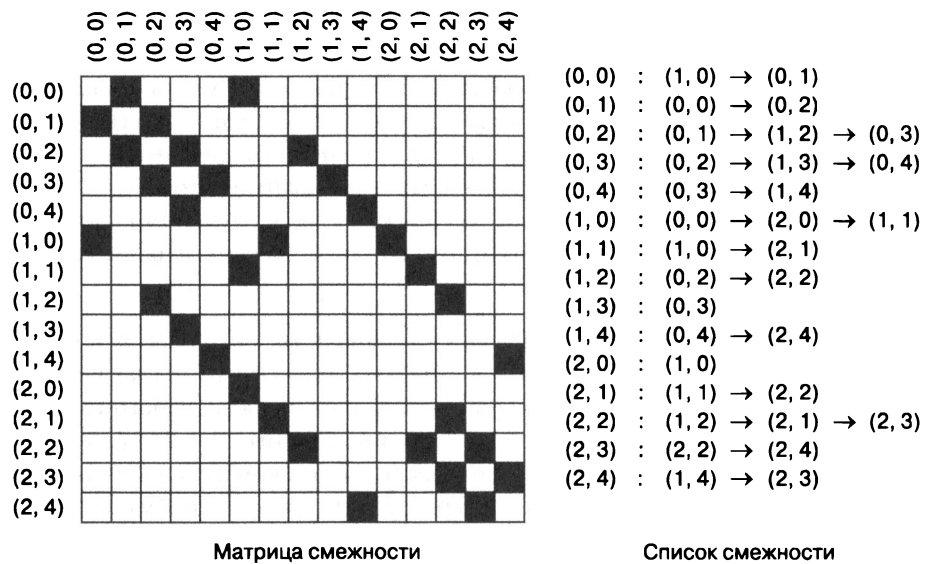 (0, 0) (0, 1) (0, 2) (0, 3) (0, 4) (1, 0) (1, 1) (1, 2) (1, 3) (1, 4) (2, 0) (2, 1) (2, 2) (2, 3) (2, 4)
(0, 0)
(0, 1)
(0, 2)
(0, 3)
(0, 4)
(1, 0)
(1, 1)
(1, 2)
(1, 3)
(1, 4)
(2, 0)
(2, 1)
(2, 2)
(2, 3)
(2, 4)
Матрица смежности
(0, 0) : (1, 0) → (0, 1)
(0, 1) : (0, 0) → (0, 2)
(0, 2) : (0, 1) → (1, 2) → (0, 3)
(0, 3) : (0, 2) → (1, 3) → (0, 4)
(0, 4) : (0, 3) → (1, 4)
(1, 0) : (0, 0) → (2, 0) → (1, 1)
(1, 1) : (1, 0) → (2, 1)
(1, 2) : (0, 2) → (2, 2)
(1, 3) : (0, 3)
(1, 4) : (0, 4) → (2, 4)
(2, 0) : (1, 0)
(2, 1) : (1, 1) → (2, 2)
(2, 2) : (1, 2) → (2, 1) → (2, 3)
(2, 3) : (2, 2) → (2, 4)
(2, 4) : (1, 4) → (2, 3)
Список смежности